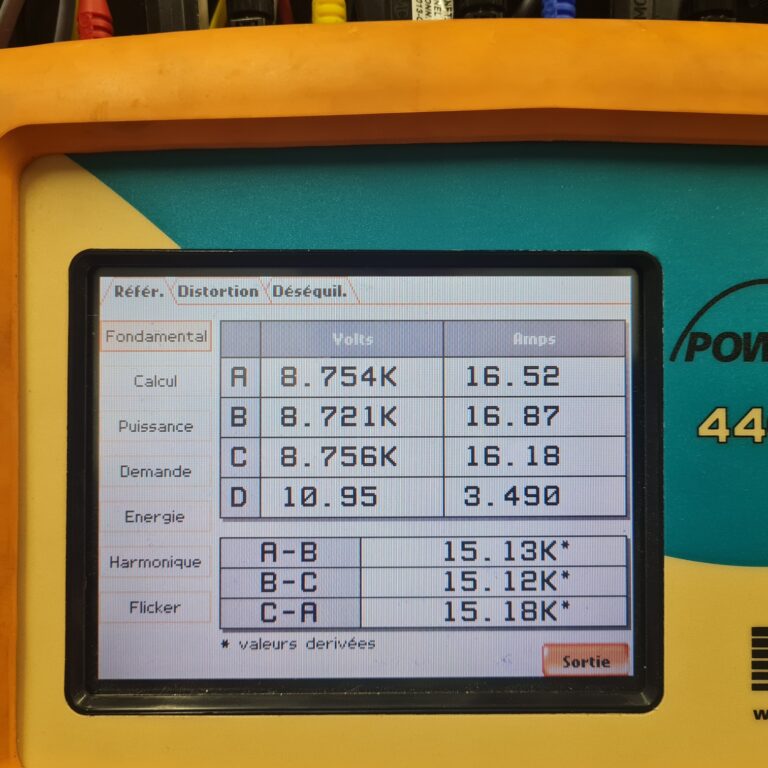 Référ. Distortion Déséquil.
Fondamental
Calcul
Puissance
Demande
Energie
Harmonique
Flicker
Volts Amps
A 8.754K 16.52
B 8.721K 16.87
C 8.756K 16.18
D 10.95 3.490
A-B 15.13K*
B-C 15.12K*
C-A 15.18K*
* valeurs derivées
Sortie
POW
44